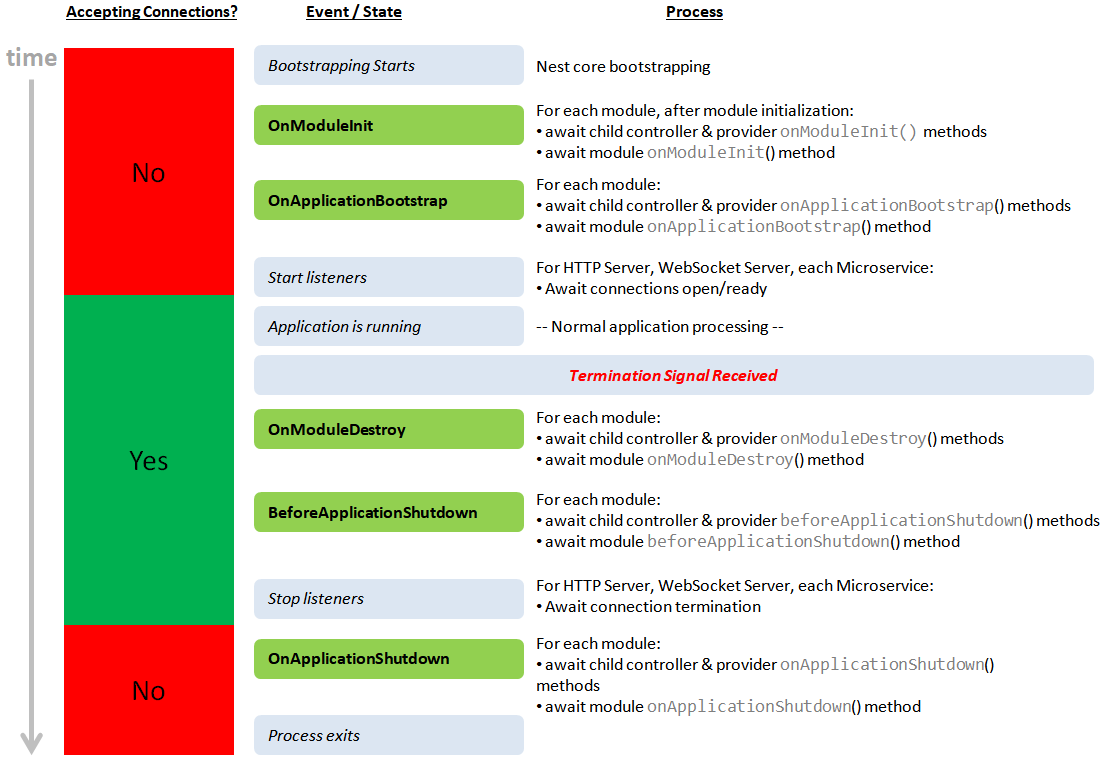 Accepting Connections?
Event / State
Process
time
No
Bootstrapping Starts
Nest core bootstrapping
OnModuleInit
For each module, after module initialization:
• await child controller & provider onModuleInit() methods
• await module onModuleInit() method
OnApplicationBootstrap
For each module:
• await child controller & provider onApplicationBootstrap() methods
• await module onApplicationBootstrap() method
Start listeners
For HTTP Server, WebSocket Server, each Microservice:
• Await connections open/ready
Yes
Application is running
-- Normal application processing --
Termination Signal Received
OnModuleDestroy
For each module:
• await child controller & provider onModuleDestroy() methods
• await module onModuleDestroy() method
BeforeApplicationShutdown
For each module:
• await child controller & provider beforeApplicationShutdown() methods
• await module beforeApplicationShutdown() method
Stop listeners
For HTTP Server, WebSocket Server, each Microservice:
• Await connection termination
No
OnApplicationShutdown
For each module:
• await child controller & provider onApplicationShutdown()
methods
• await module onApplicationShutdown() method
Process exits